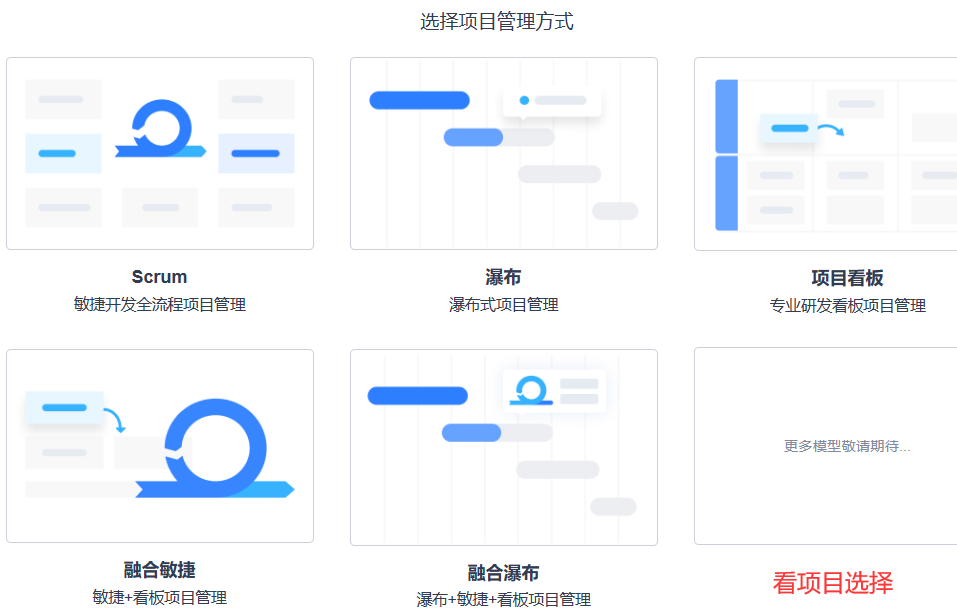 选择项目管理方式
Scrum
敏捷开发全流程项目管理
瀑布
瀑布式项目管理
项目看板
专业研发看板项目管理
融合敏捷
敏捷+看板项目管理
融合瀑布
瀑布+敏捷+看板项目管理
更多模型敬请期待...
看项目选择